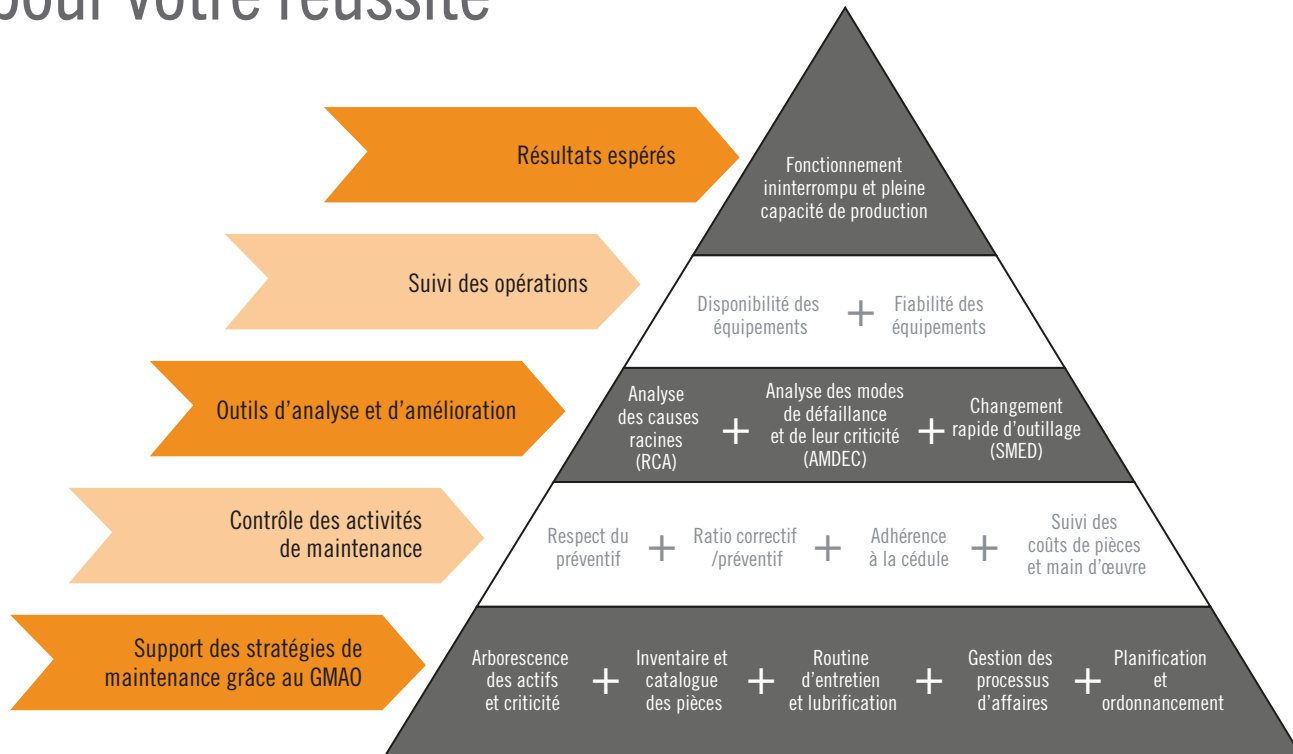 pour votre réussite
Résultats espérés
Fonctionnement
ininterrompu et pleine
capacité de production
Suivi des opérations
Disponibilité des
équipements
+
Fiabilité des
équipements
Outils d’analyse et d’amélioration
Analyse
des causes
racines
(RCA)
+
Analyse des modes
de défaillance
et de leur criticité
(AMDEC)
+
Changement
rapide d’outillage
(SMED)
Contrôle des activités
de maintenance
Respect du
préventif
+
Ratio correctif
/préventif
+
Adhérence
à la cédule
+
Suivi des
coûts de pièces
et main d’œuvre
Support des stratégies de
maintenance grâce au GMAO
Arborescence
des actifs
et criticité
+
Inventaire et
catalogue
des pièces
+
Routine
d’entretien
et lubrification
+
Gestion des
processus
d’affaires
+
Planification
et
ordonnancement